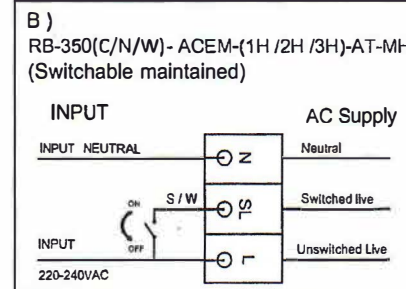 B )
RB-350(C/N/W)- ACEM-(1H /2H /3H)-AT-MH
(Switchable maintained)
INPUT AC Supply
INPUT NEUTRAL N Neutral
ON S / W SL Switched live
OFF
INPUT L Unswitched Live
220-240VAC